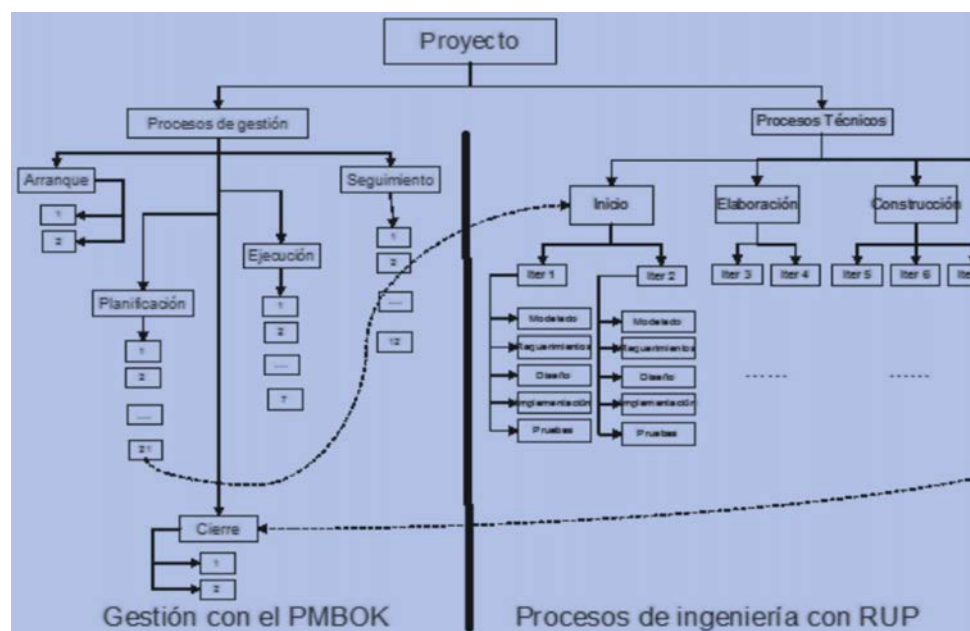 Proyecto
Procesos de gestión
Procesos Técnicos
Arranque
1
2
Seguimiento
1
2
....
12
Ejecución
1
2
....
7
Planificación
1
2
....
21
Cierre
1
2
Inicio
Elaboración
Construcción
Iter 1
Iter 2
Iter 3
Iter 4
Iter 5
Iter 6
Modelado
Requerimientos
Diseño
Pruebas
Modelado
Requerimientos
Diseño
Pruebas
Gestión con el PMBOK
Procesos de ingeniería con RUP